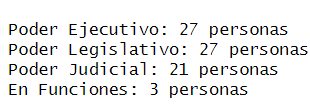 Poder Ejecutivo: 27 personas
Poder Legislativo: 27 personas
Poder Judicial: 21 personas
En Funciones: 3 personas